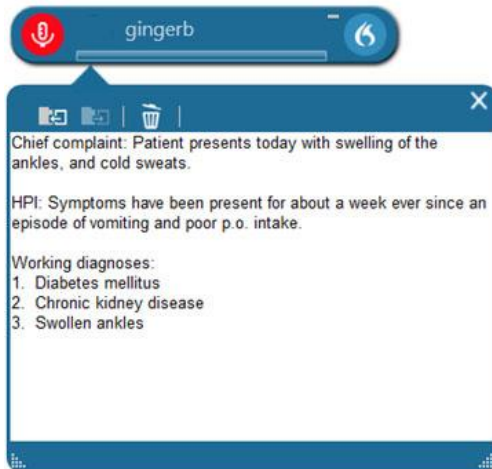 gingerb
Chief complaint: Patient presents today with swelling of the
ankles, and cold sweats.
HPI: Symptoms have been present for about a week ever since an
episode of vomiting and poor p.o. intake.
Working diagnoses:
1. Diabetes mellitus
2. Chronic kidney disease
3. Swollen ankles